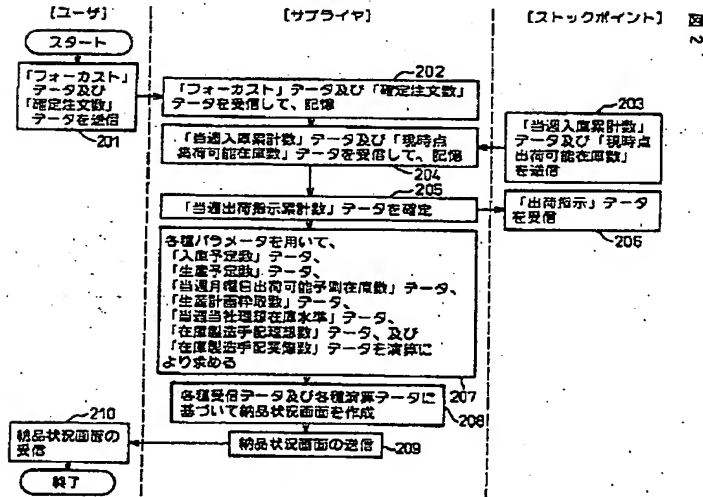 図2
[ユーザ]
[サプライヤ]
[ストックポイント]
スタート
「フォーカスト」
データ及び
「確定注文数」
データを送信
201
202
「フォーカスト」データ及び「確定注文数」
データを受信して、記憶
203
「当週入庫累計数」
データ及び「現時点
出荷可能在庫数」
を送信
「当週入庫累計数」データ及び「現時点
出荷可能在庫数」データを受信して、記憶
204
205
「当週出荷指示累計数」データを確定
「出荷指示」データ
を受信
206
各種パラメータを用いて、
「入庫予定数」データ、
「生産予定数」データ、
「当週月曜日出荷可能予測在庫数」データ、
「生産計画枠取数」データ、
「当週当社理想在庫水準」データ、
「在庫製造手配理想数」データ、及び
「在庫製造手配実働数」データを演算に
より求める
207
各種受信データ及び各種演算データに
基づいて納品状況画面を作成
208
納品状況画面の送信
209
210
納品状況画面の
受信
終了